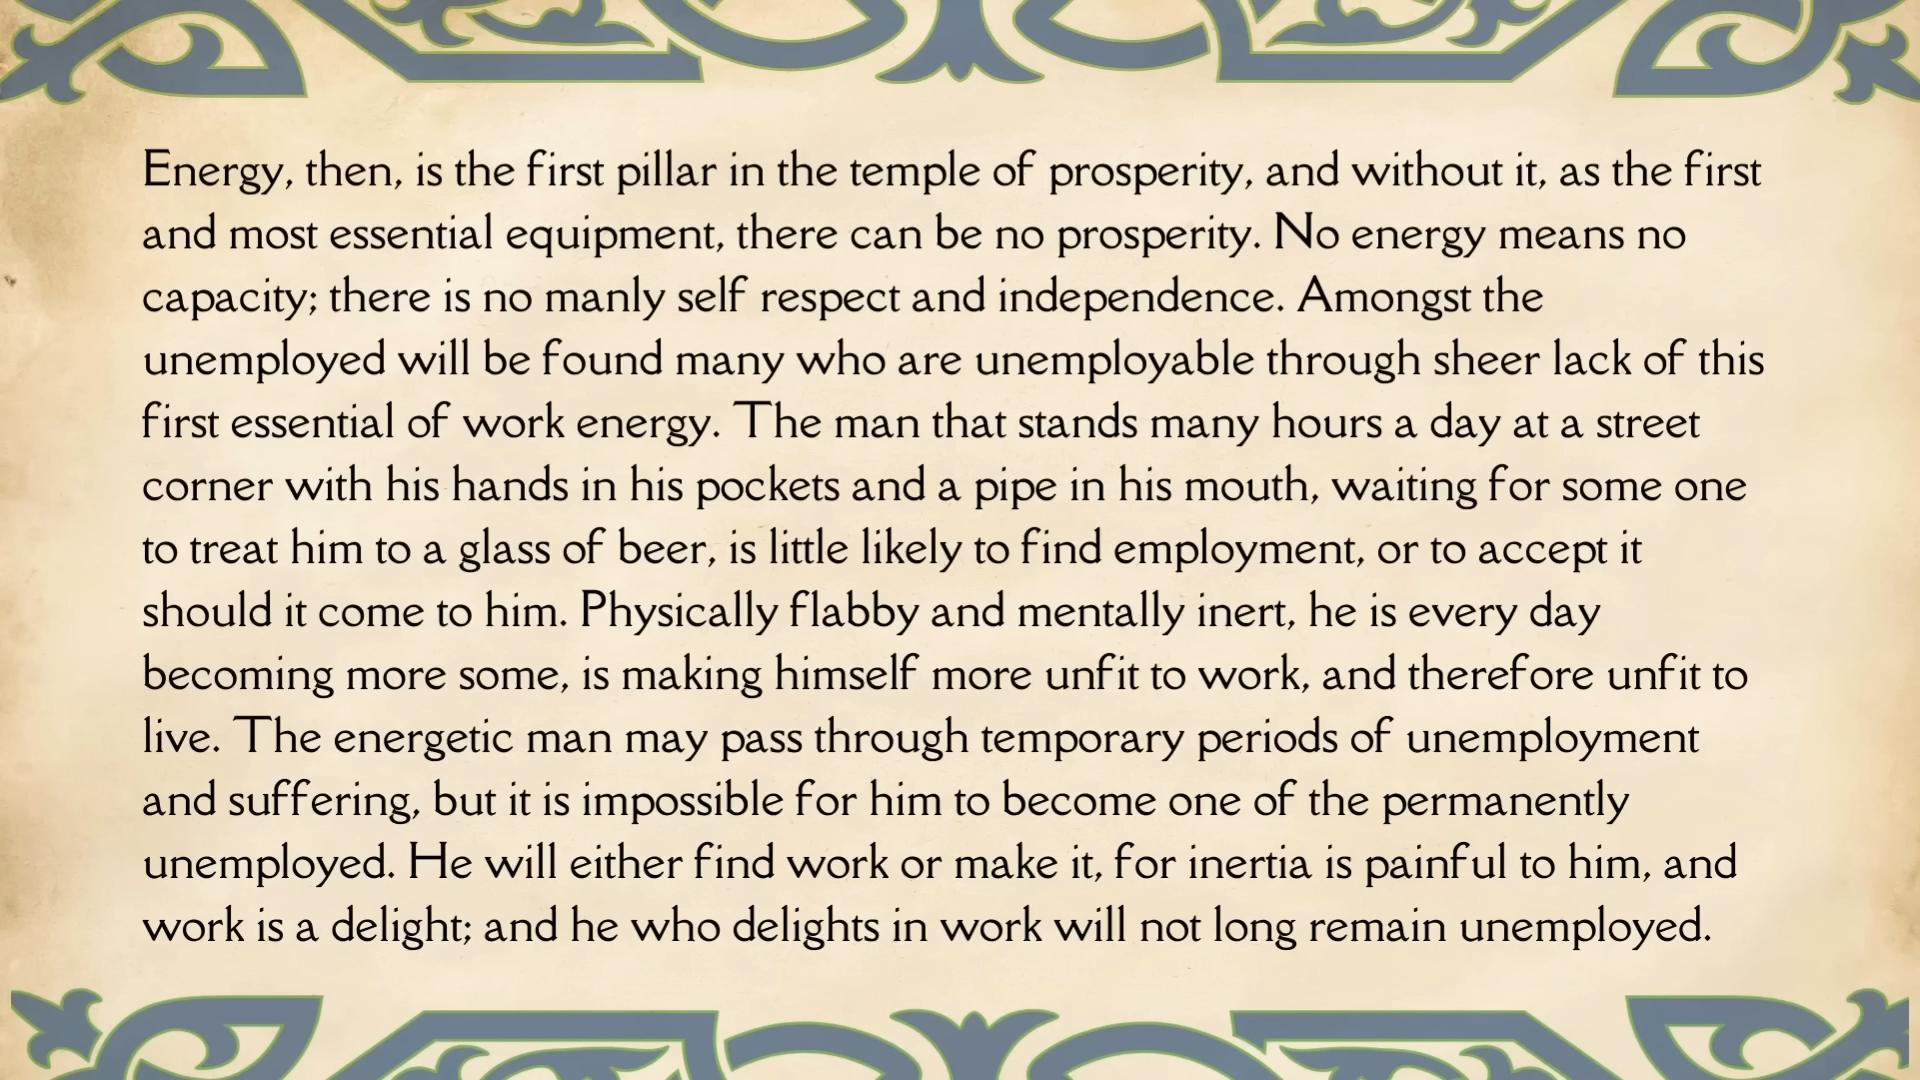 Energy, then, is the first pillar in the temple of prosperity, and without it, as the first
and most essential equipment, there can be no prosperity. No energy means no
capacity; there is no manly self respect and independence. Amongst the
unemployed will be found many who are unemployable through sheer lack of this
first essential of work energy. The man that stands many hours a day at a street
corner with his hands in his pockets and a pipe in his mouth, waiting for some one
to treat him to a glass of beer, is little likely to find employment, or to accept it
should it come to him. Physically flabby and mentally inert, he is every day
becoming more some, is making himself more unfit to work, and therefore unfit to
live. The energetic man may pass through temporary periods of unemployment
and suffering, but it is impossible for him to become one of the permanently
unemployed. He will either find work or make it, for inertia is painful to him, and
work is a delight; and he who delights in work will not long remain unemployed.